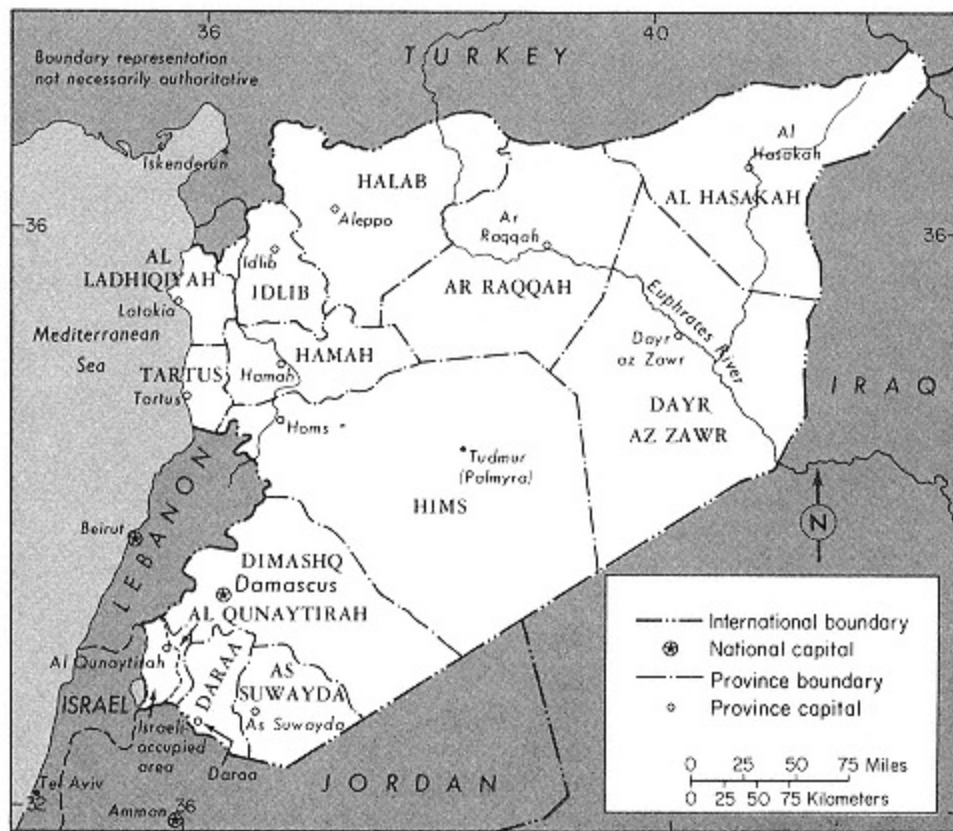 36
40
TURKEY
Boundary representation
not necessarily authoritative
Iskenderun
Al
Hasakah
HALAB
AL HASAKAH
Aleppo
36
36
Ar
Raqqah
AL
LADHIQIYAH
Idlib
IDLIB
AR RAQQAH
Latakia
Euphrates River
Mediterranean
Sea
Dayr
az Zawr
HAMAH
Hamah
TARTUS
Tartus
IRAQ
DAYR
AZ ZAWR
Homs
Tudmur
(Palmyra)
HIMS
LEBANON
Beirut
N
DIMASHQ
Damascus
AL QUNAYTIRAH
Al Qunaytirah
DARAA
AS
SUWAYDA
As Suwayda
ISRAEL
Israeli-
occupied
area
Daraa
JORDAN
Tel Aviv
32
Amman
36
40
International boundary
National capital
Province boundary
Province capital
0 25 50 75 Miles
0 25 50 75 Kilometers